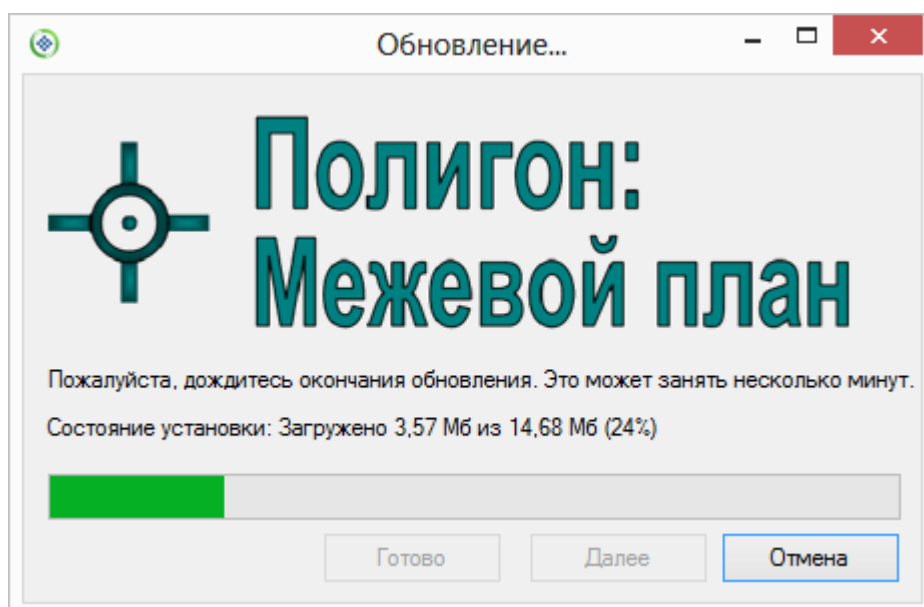 Обновление...
Полигон:
Межевой план
Пожалуйста, дождитесь окончания обновления. Это может занять несколько минут.
Состояние установки: Загружено 3,57 Мб из 14,68 Мб (24%)
Готово
Далее
Отмена